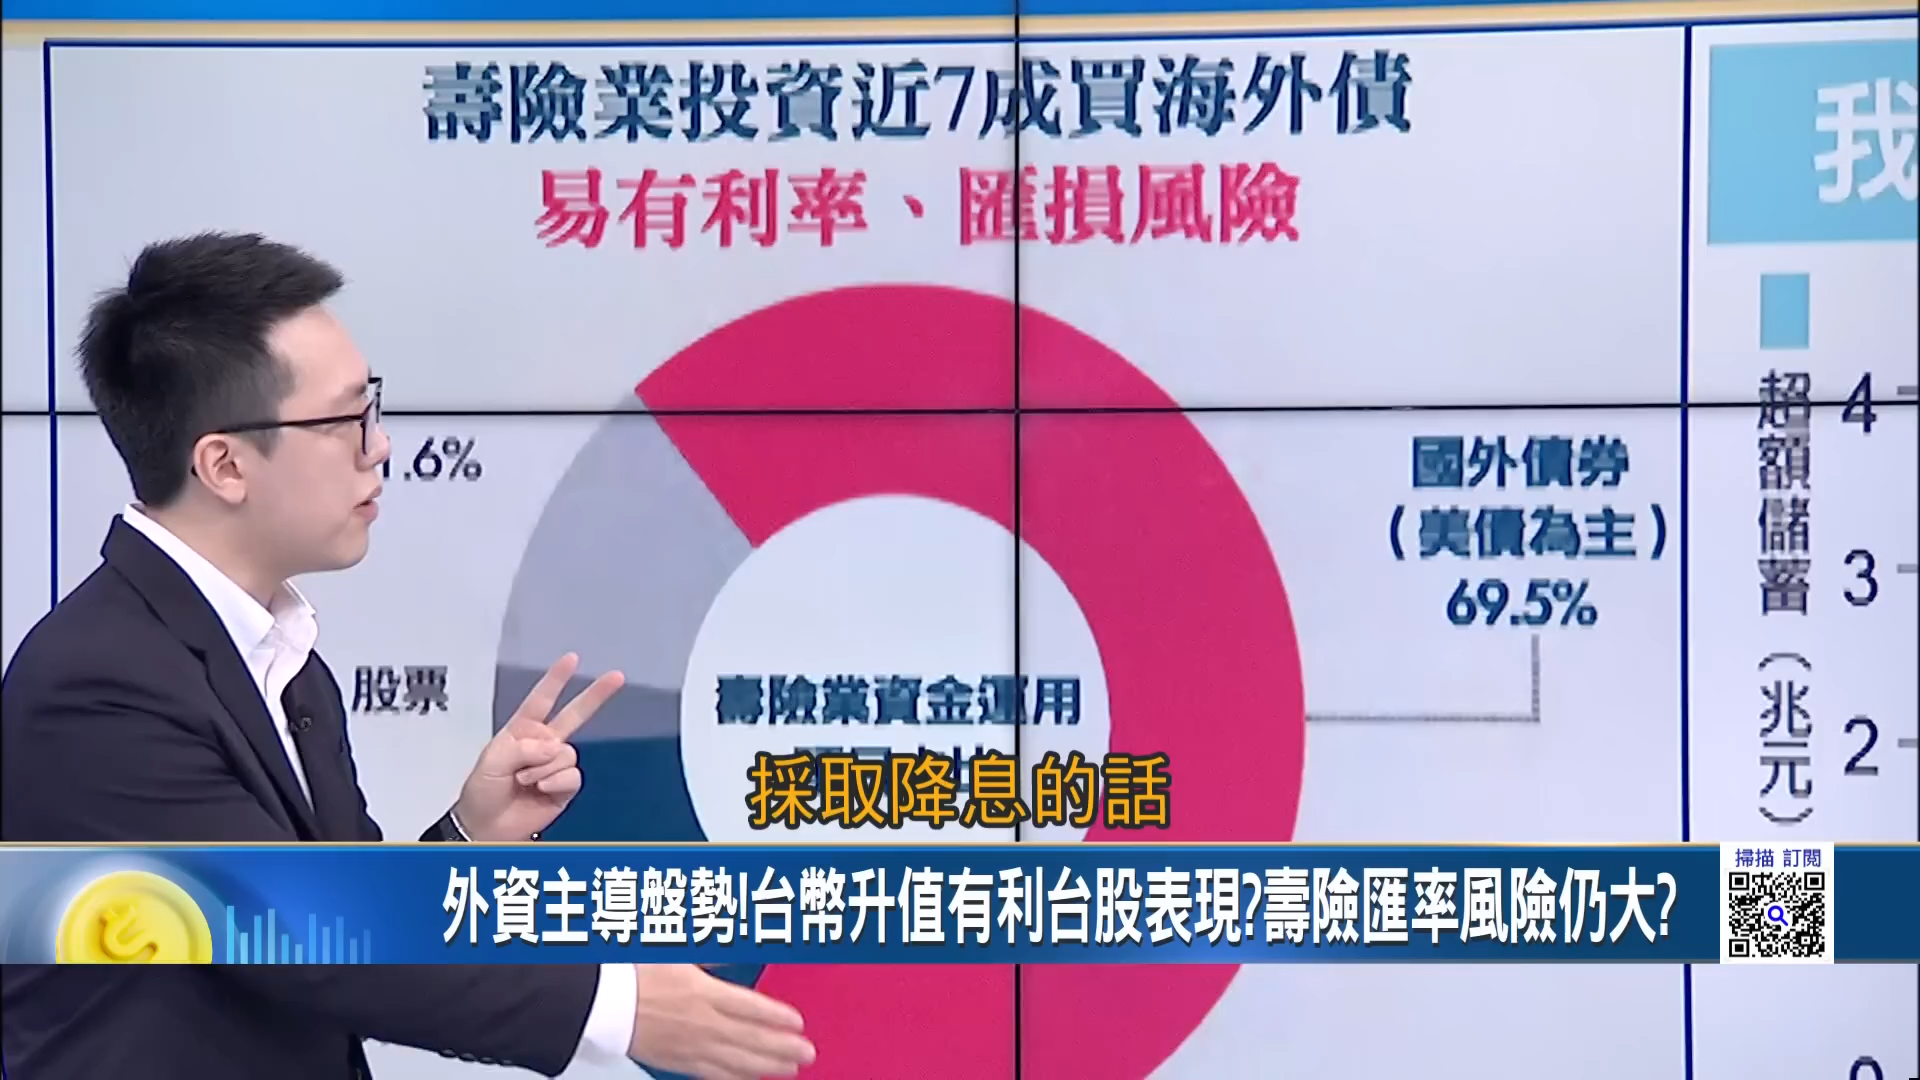 壽險業投資近7成買海外債
易有利率、匯損風險
我
.6%
國外債券
(美債為主)
69.5%
股票
壽險業資金運用
超額儲蓄(兆元)
4
3
2
0
採取降息的話
外資主導盤勢!台幣升值有利台股表現?壽險匯率風險仍大?
掃描 訂閱